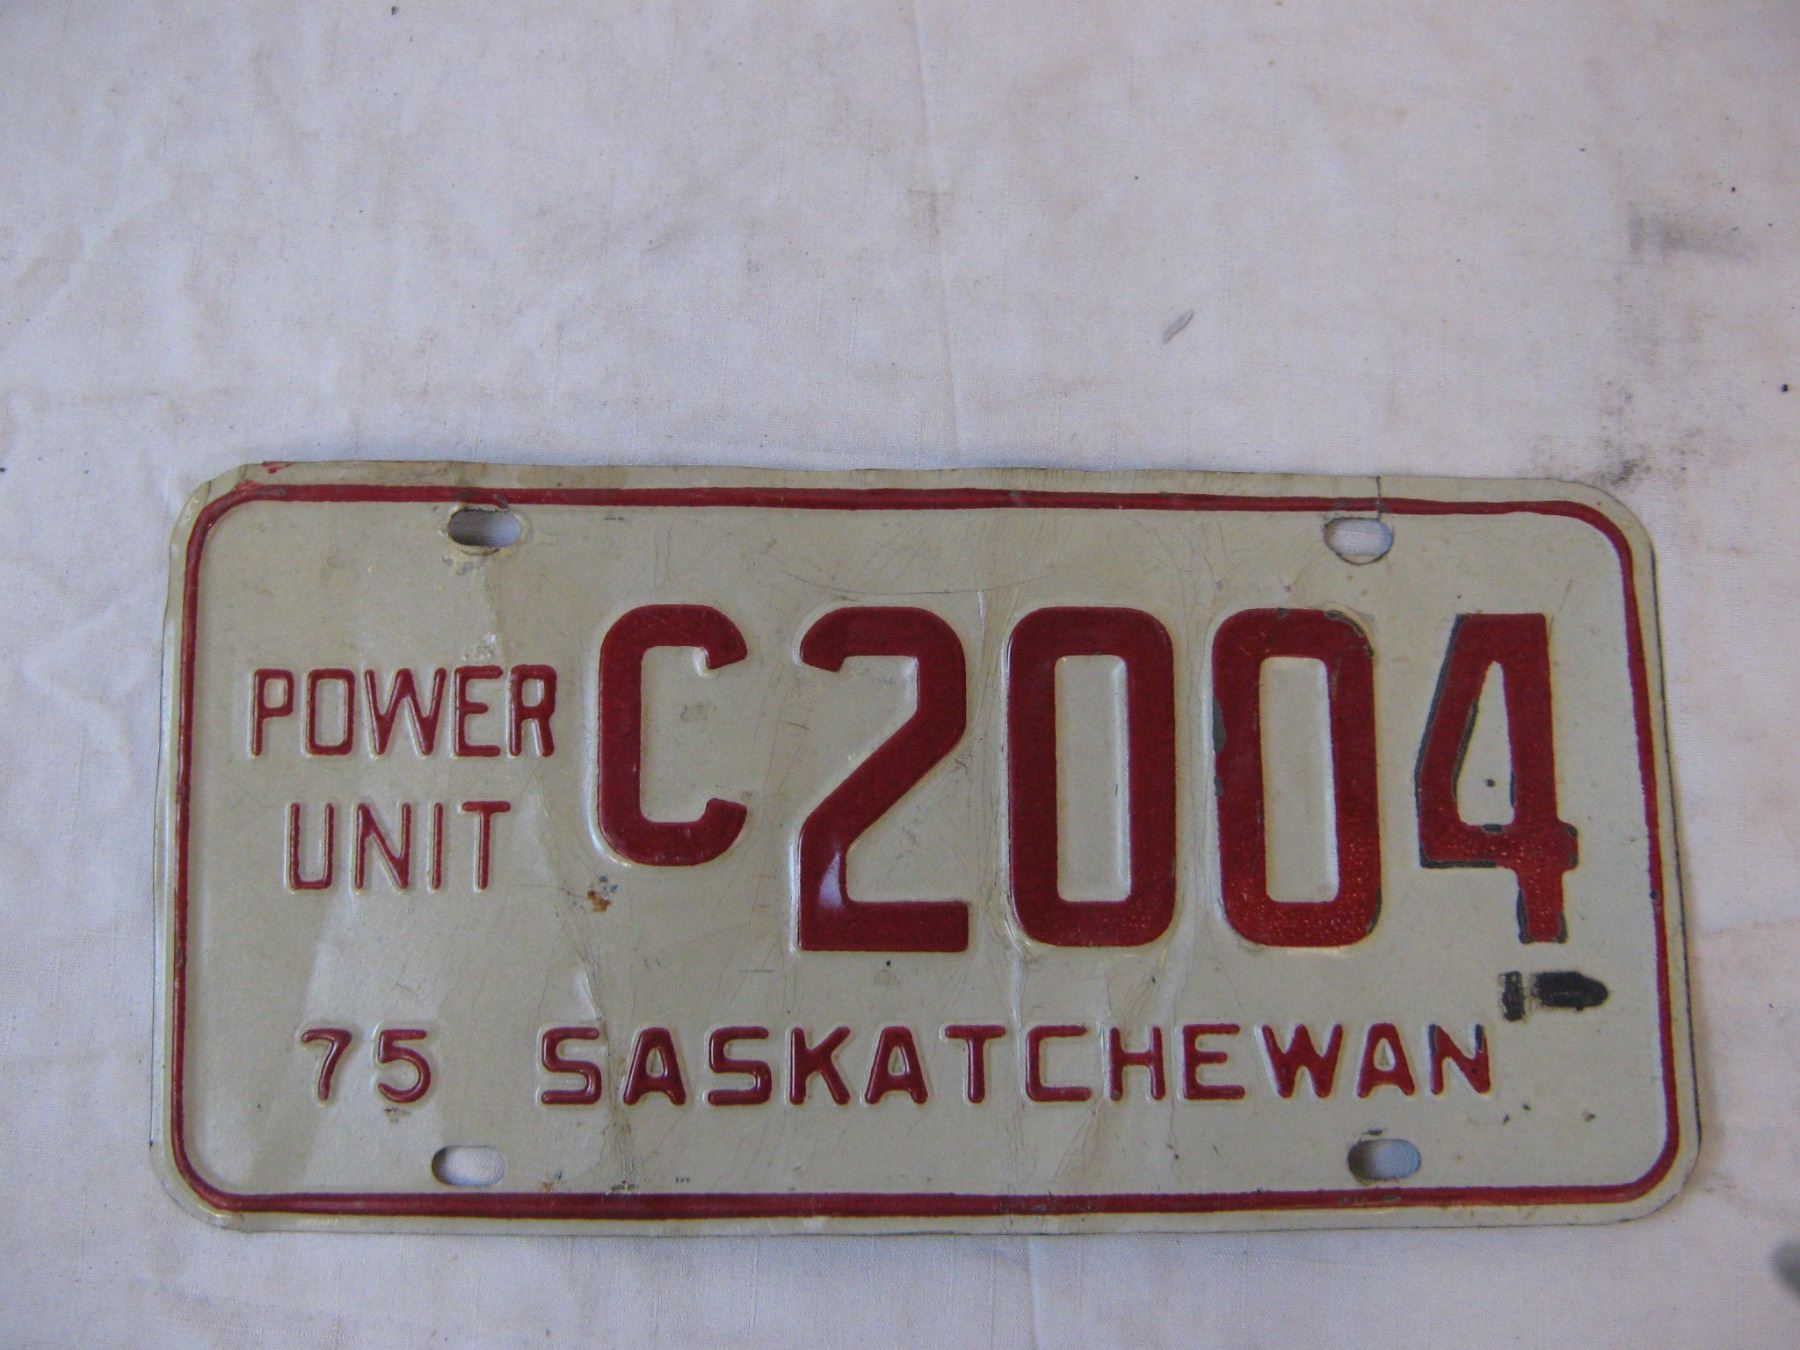 POWER
UNIT
C2004
75 SASKATCHEWAN